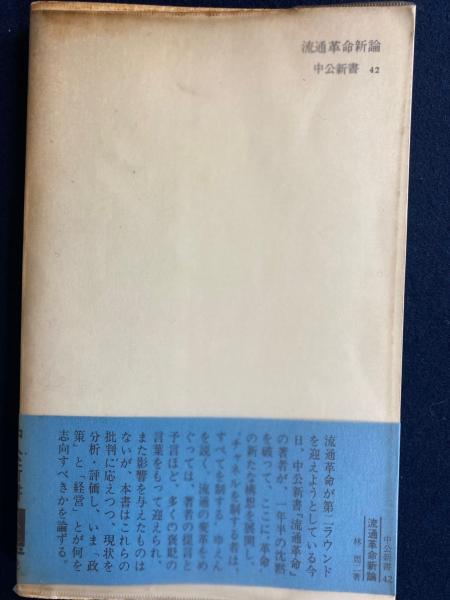 流通革命新論
中公新書 42
流通革命が第二ラウンド
を迎えようとしている今
日、中公新書『流通革命』
の著者が、一年半の沈黙
を破って、ここに〝革命〟
の新たな構想を展開し、
〝チャネルを制する者は、
すべてを制する〟ゆえん
を説く。流通の変革をめ
ぐっては、著者の提言と
予言ほど、多くの褒貶の
言葉をもって迎えられ、
また影響を与えたものは
ないが、本書はこれらの
批判に応えつつ、現状を
分析・評価し、いま「政
策」と「経営」とが何を
志向すべきかを論ずる。
中公新書 42
流通革命新論
林 周二著